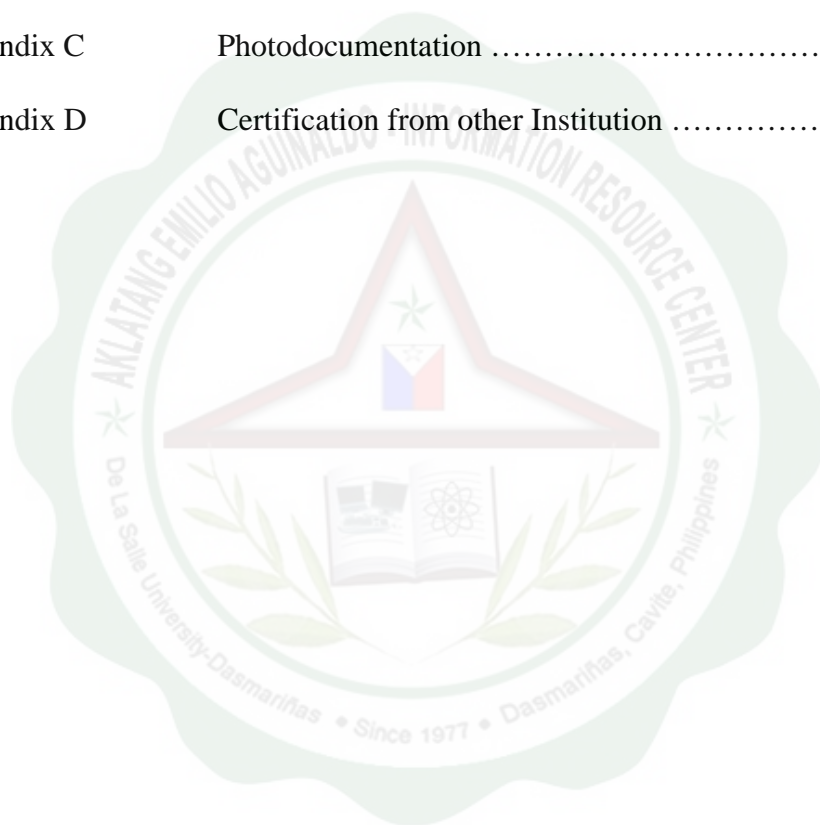 ndix C Photodocumentation ………………………….
ndix D Certification from other Institution …………….
AKLATANG EMILIO AGUINALDO - INFORMATION RESOURCE CENTER
De La Salle University-Dasmariñas • Since 1977 • Dasmariñas, Cavite, Philippines